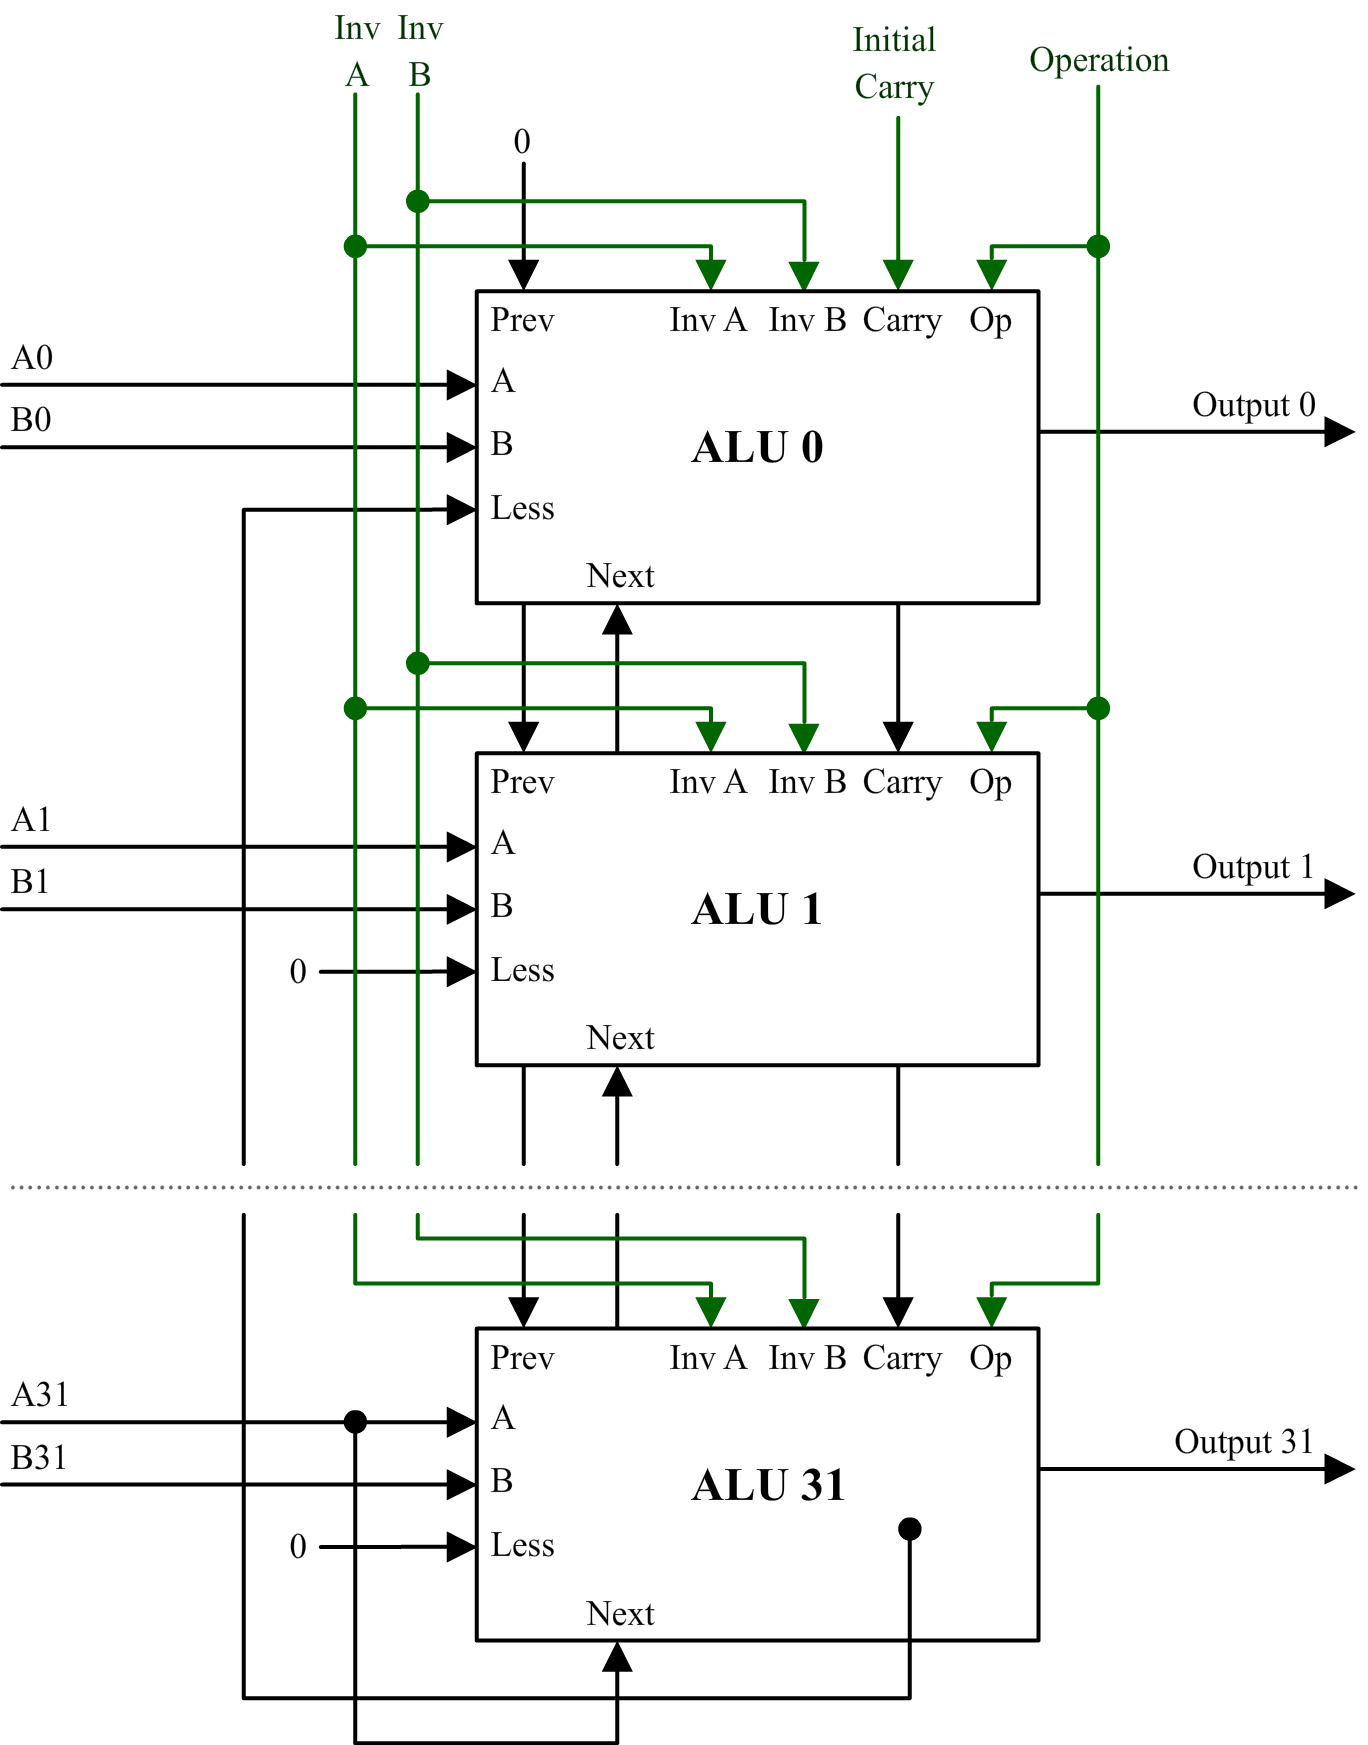 Inv Inv
A B
Initial
Carry
Operation
0
Prev Inv A Inv B Carry Op
A0
A
B0
B
ALU 0
Output 0
Less
Next
Prev Inv A Inv B Carry Op
A1
A
B1
B
ALU 1
Output 1
0 Less
Next
Prev Inv A Inv B Carry Op
A31
A
B31
B
ALU 31
Output 31
0 Less
Next